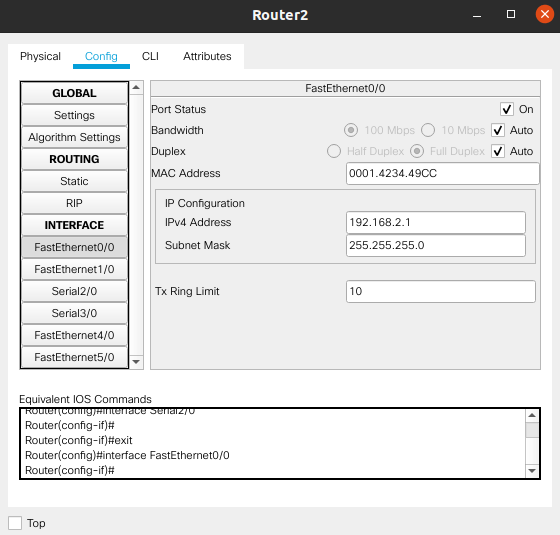 Router2
Physical Config CLI Attributes
GLOBAL
Settings
Algorithm Settings
ROUTING
Static
RIP
INTERFACE
FastEthernet0/0
FastEthernet1/0
Serial2/0
Serial3/0
FastEthernet4/0
FastEthernet5/0
FastEthernet0/0
Port Status On
Bandwidth 100 Mbps 10 Mbps Auto
Duplex Half Duplex Full Duplex Auto
MAC Address 0001.4234.49CC
IP Configuration
IPv4 Address 192.168.2.1
Subnet Mask 255.255.255.0
Tx Ring Limit 10
Equivalent IOS Commands
Router(config)#interface Serial2/0
Router(config-if)#
Router(config-if)#exit
Router(config)#interface FastEthernet0/0
Router(config-if)#
Top